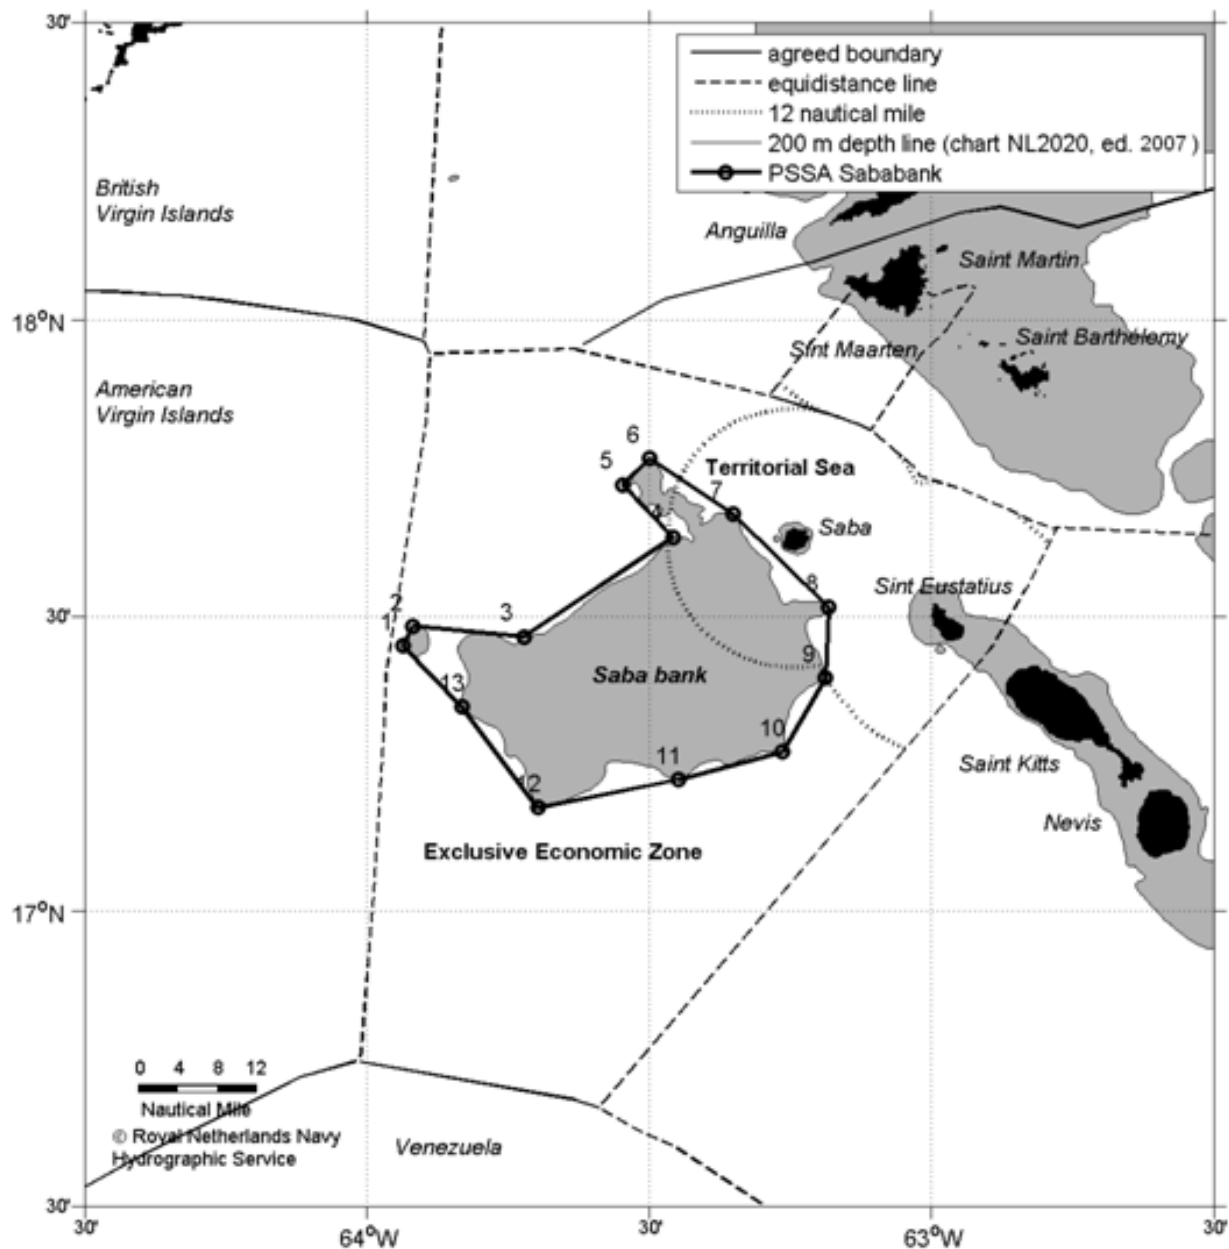 30'
agreed boundary
equidistance line
12 nautical mile
200 m depth line (chart NL2020, ed. 2007 )
PSSA Sababank
British
Virgin Islands
Anguilla
Saint Martin
18°N
Sint Maarten
Saint Barthélemy
American
Virgin Islands
6
5
Territorial Sea
7
4
Saba
8
Sint Eustatius
30'
2
1
3
9
Saba bank
13
10
11
12
Saint Kitts
Nevis
Exclusive Economic Zone
17°N
0 4 8 12
Nautical Mile
© Royal Netherlands Navy
Hydrographic Service
Venezuela
30'
30' 64°W 30' 63°W 30'